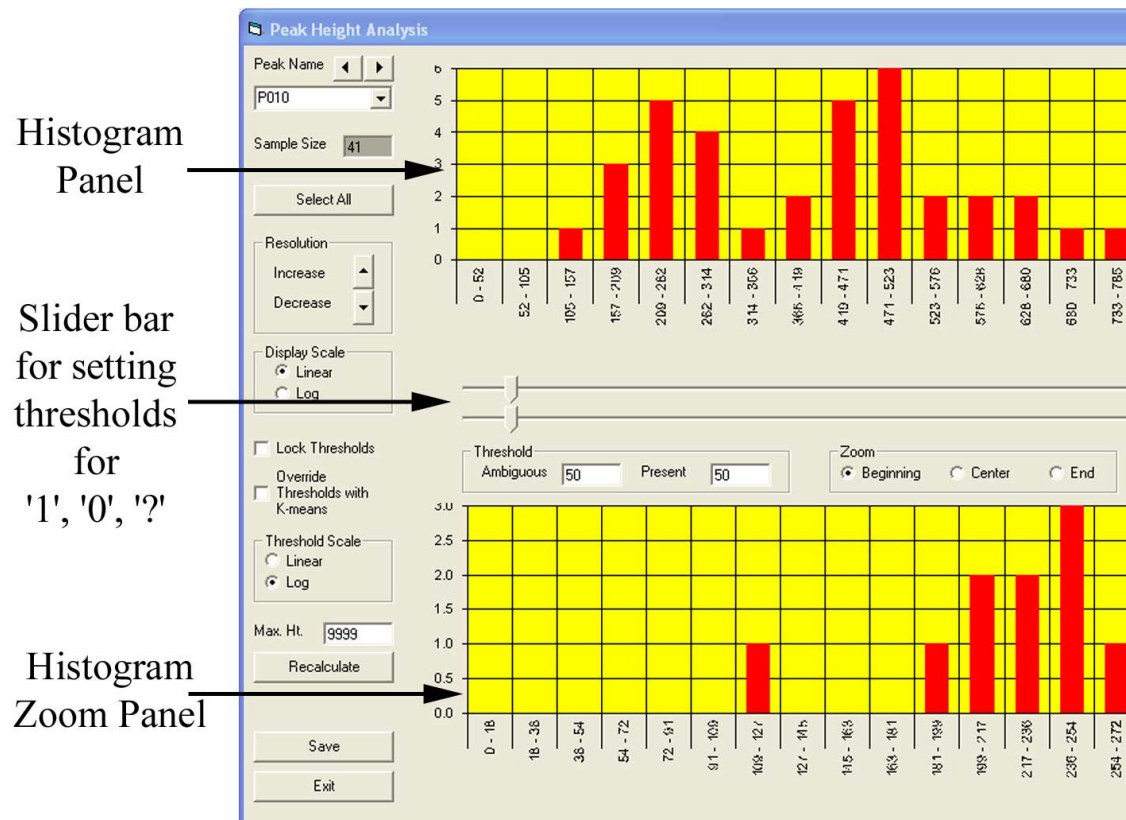 Peak Height Analysis
Peak Name
P010
Sample Size 41
Select All
Resolution
Increase
Decrease
Display Scale
Linear
Log
Lock Thresholds
Override
Thresholds with
K-means
Threshold Scale
Linear
Log
Max. Ht. 9999
Recalculate
Save
Exit
Histogram
Panel
Slider bar
for setting
thresholds
for
'1', '0', '?'
Histogram
Zoom Panel
6
5
4
3
2
1
0
0 - 52
52 - 105
105 - 157
157 - 209
209 - 262
262 - 314
314 - 366
366 - 419
419 - 471
471 - 523
523 - 576
576 - 628
628 - 680
680 - 733
733 - 785
Threshold
Ambiguous 50 Present 50
Zoom
Beginning Center End
3.0
2.5
2.0
1.5
1.0
0.5
0.0
0 - 18
18 - 36
54 - 72
72 - 91
91 - 109
109 - 127
127 - 145
145 - 163
163 - 181
181 - 199
199 - 217
217 - 236
236 - 254
254 - 272